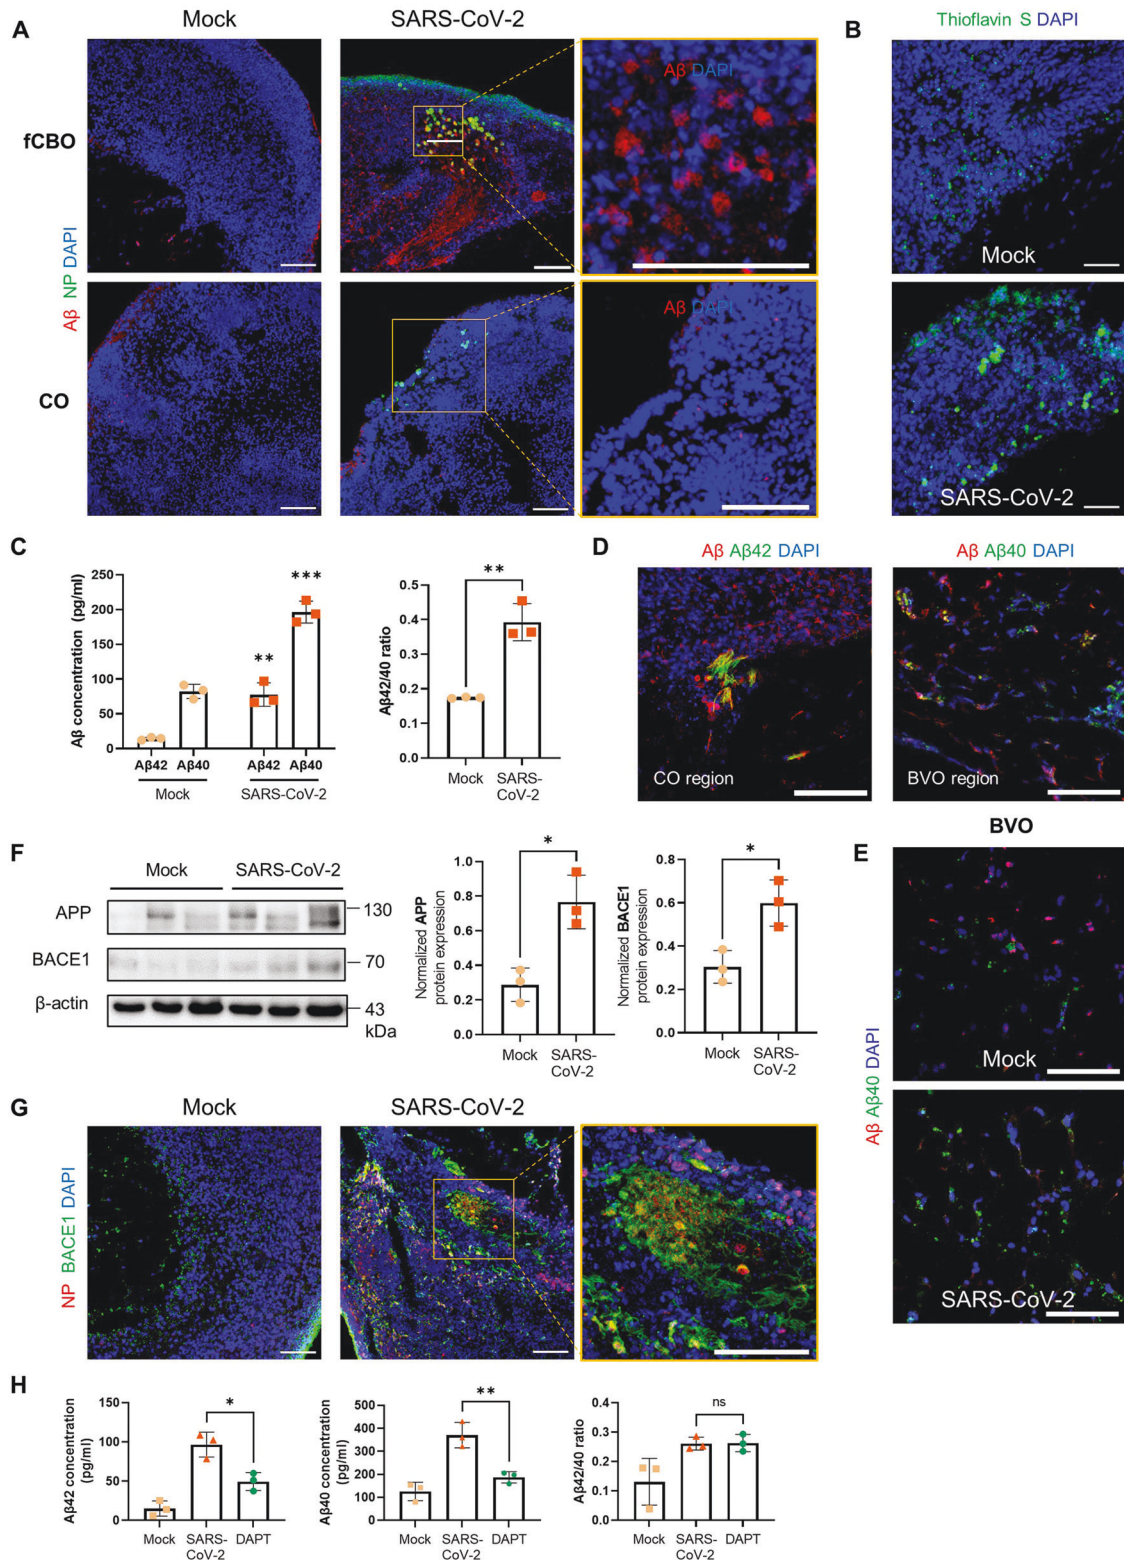 Mock
SARS-CoV-2
A
B
Thioflavin S DAPI
fCBO
Aβ DAPI
Mock
Aβ NP DAPI
CO
Aβ DAPI
SARS-CoV-2
C
Aβ concentration (pg/ml)
250
200
150
100
50
0
**
***
Aβ42 Aβ40 Aβ42 Aβ40
Mock SARS-CoV-2
Aβ42/40 ratio
0.5
0.4
0.3
0.2
0.1
0.0
**
Mock SARS-
CoV-2
D
Aβ Aβ42 DAPI
Aβ Aβ40 DAPI
CO region
BVO region
F
Mock SARS-CoV-2
APP
130
BACE1
70
β-actin
43
kDa
Normalized APP
protein expression
1.0
0.8
0.6
0.4
0.2
0.0
*
Mock SARS-
CoV-2
Normalized BACE1
protein expression
0.8
0.6
0.4
0.2
0.0
*
Mock SARS-
CoV-2
BVO
E
Aβ Aβ40 DAPI
Mock
SARS-CoV-2
G
Mock
SARS-CoV-2
NP BACE1 DAPI
H
Aβ42 concentration
(pg/ml)
150
100
50
0
*
Mock SARS- DAPT
CoV-2
Aβ40 concentration
(pg/ml)
500
400
300
200
100
0
**
Mock SARS- DAPT
CoV-2
Aβ42/40 ratio
0.4
0.3
0.2
0.1
0.0
ns
Mock SARS- DAPT
CoV-2